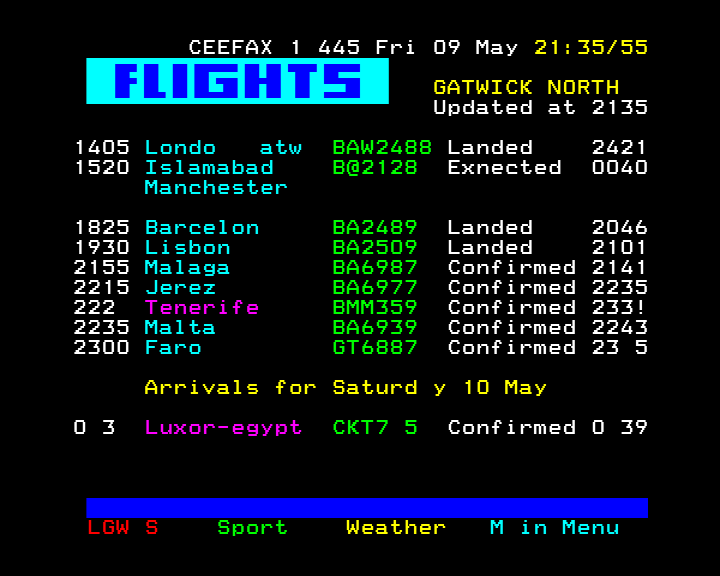 CEEFAX 1 445 Fri 09 May 21:35/55
FLIGHTS
GATWICK NORTH
Updated at 2135
1405 Londo atw BAW2488 Landed 2421
1520 Islamabad B@2128 Exnected 0040
Manchester
1825 Barcelon BA2489 Landed 2046
1930 Lisbon BA2509 Landed 2101
2155 Malaga BA6987 Confirmed 2141
2215 Jerez BA6977 Confirmed 2235
222 Tenerife BMM359 Confirmed 233!
2235 Malta BA6939 Confirmed 2243
2300 Faro GT6887 Confirmed 23 5
Arrivals for Saturd y 10 May
0 3 Luxor-egypt CKT7 5 Confirmed 0 39
LGW S Sport Weather M in Menu